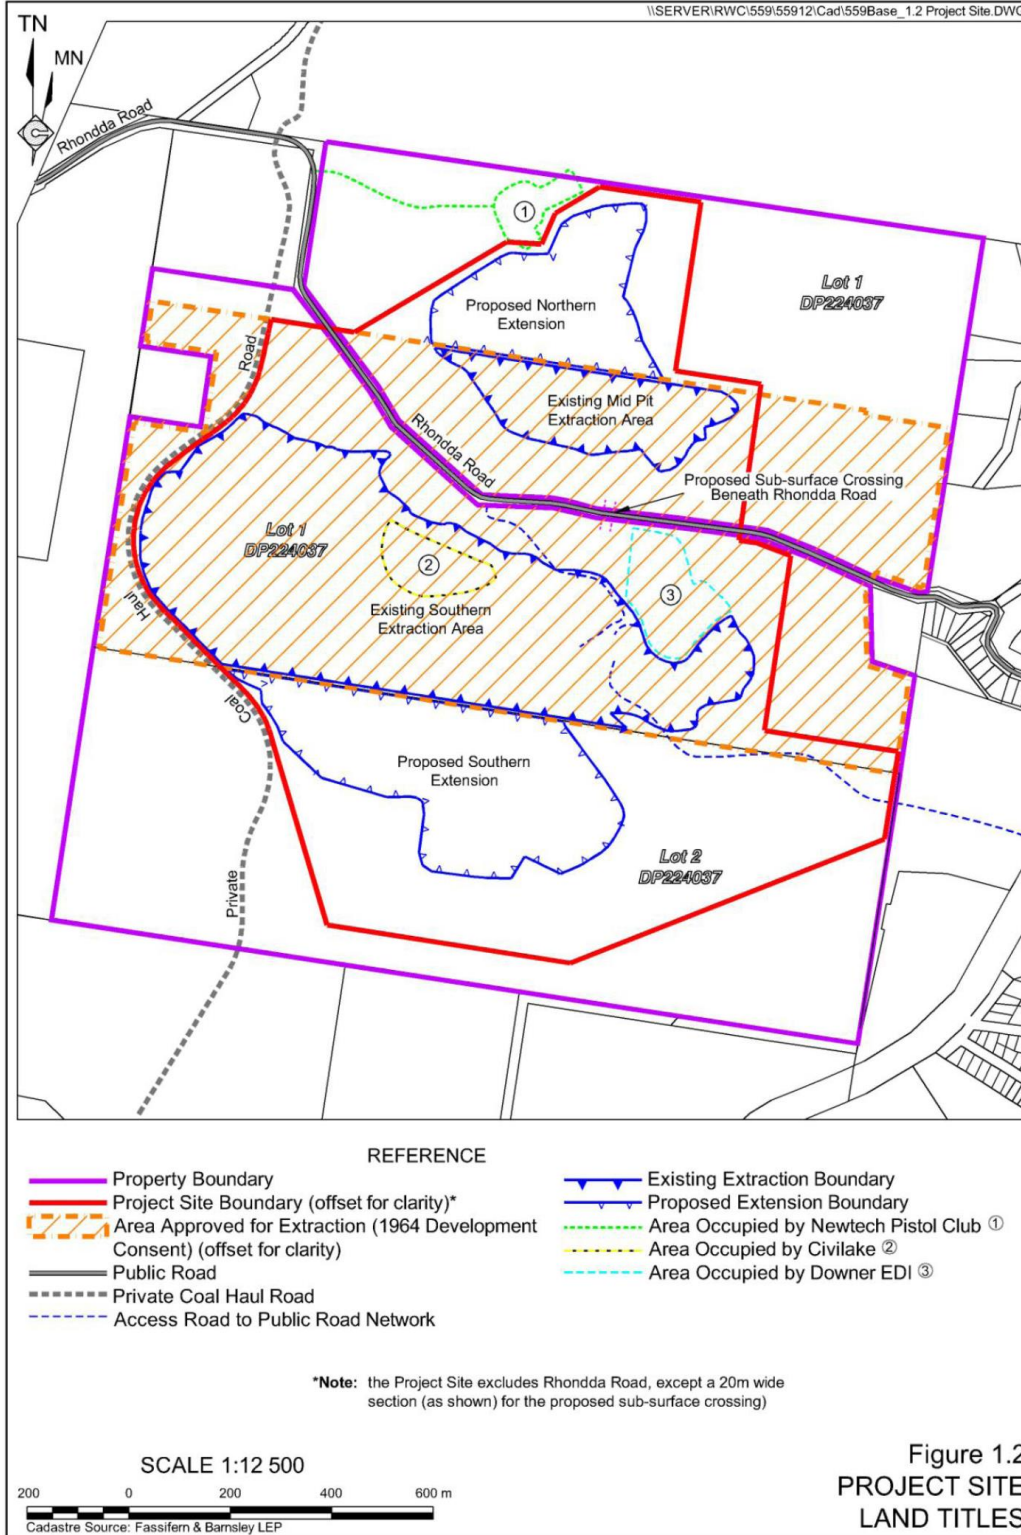 \\SERVER\RWC\559\55912\Cad\559Base_1.2 Project Site.DWG
TN
MN
Rhondda Road
①
Lot 1
DP224037
Proposed Northern
Extension
Road
Existing Mid Pit
Extraction Area
Rhondda Road
Proposed Sub-surface Crossing
Beneath Rhondda Road
Lot 1
DP224037
②
③
Haul
Existing Southern
Extraction Area
Coal
Proposed Southern
Extension
Lot 2
DP224037
Private
REFERENCE
Property Boundary
Project Site Boundary (offset for clarity)*
Area Approved for Extraction (1964 Development
Consent) (offset for clarity)
Public Road
Private Coal Haul Road
Access Road to Public Road Network
Existing Extraction Boundary
Proposed Extension Boundary
Area Occupied by Newtech Pistol Club ①
Area Occupied by Civilake ②
Area Occupied by Downer EDI ③
*Note: the Project Site excludes Rhondda Road, except a 20m wide
section (as shown) for the proposed sub-surface crossing)
SCALE 1:12 500
200 0 200 400 600 m
Cadastre Source: Fassifern & Barnsley LEP
Figure 1.2
PROJECT SITE
LAND TITLES